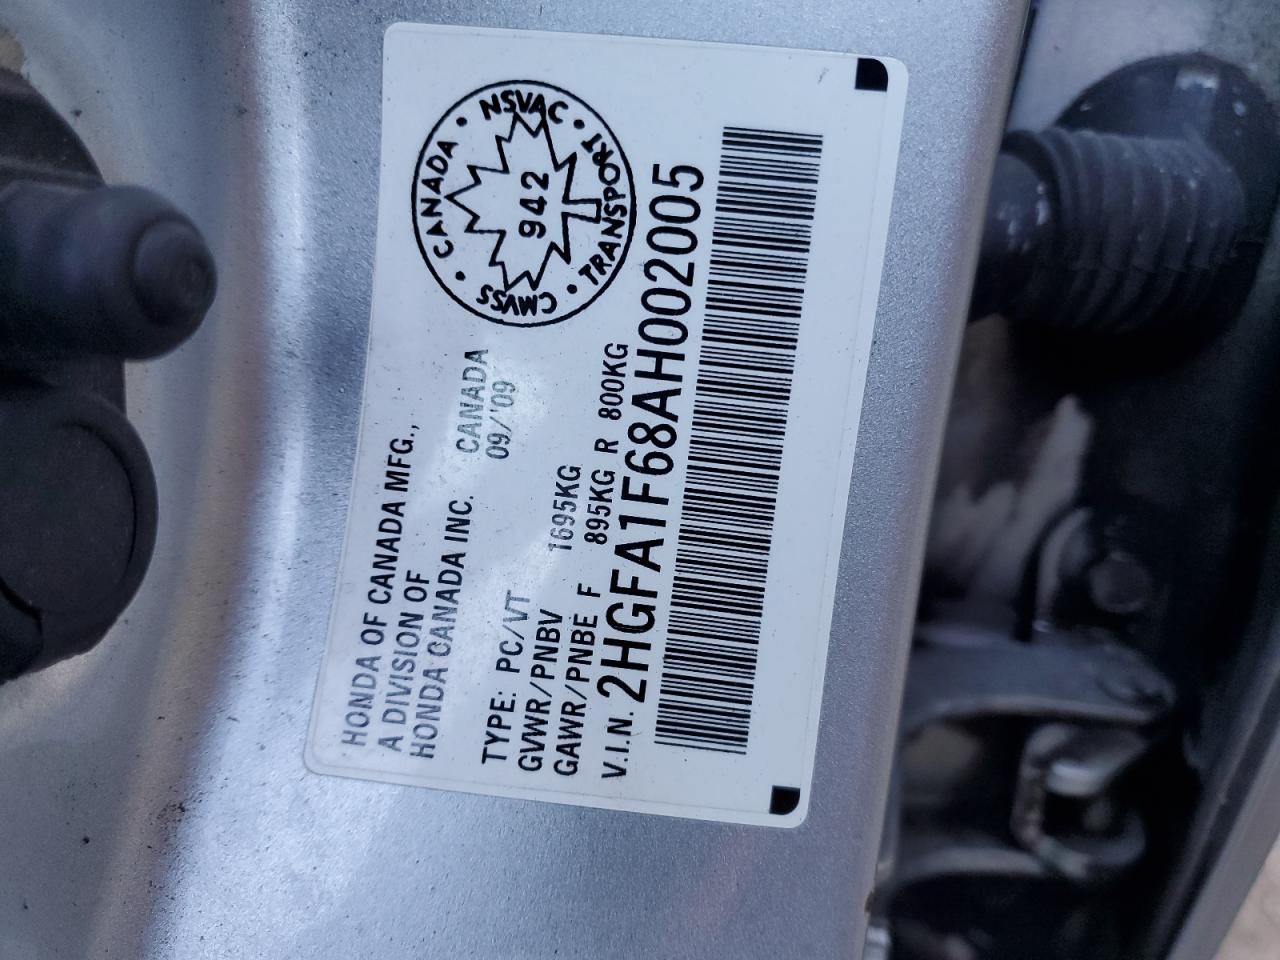 HONDA OF CANADA MFG.,
A DIVISION OF
HONDA CANADA INC. CANADA
09/'09
TYPE: PC/VT
GVWR/PNBV 1695KG
GAWR/PNBE F 895KG R 800KG
V.I.N. 2HGFA1F68AH002005
CANADA · NSVAC · TRANSPORT · CMVSS ·
942